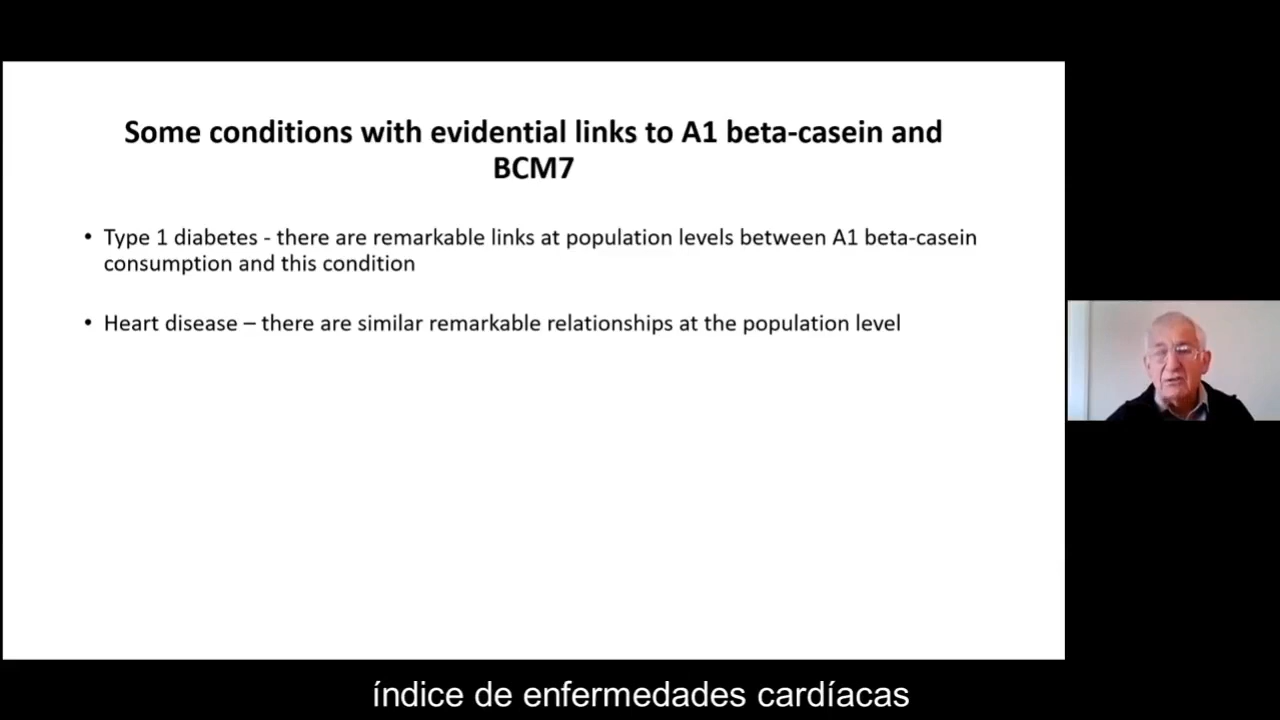 Some conditions with evidential links to A1 beta-casein and
BCM7
• Type 1 diabetes - there are remarkable links at population levels between A1 beta-casein
consumption and this condition
• Heart disease – there are similar remarkable relationships at the population level
índice de enfermedades cardíacas